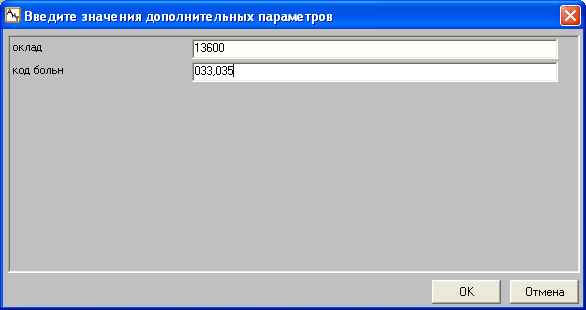 Введите значения дополнительных параметров
оклад 13600
код больн 033,035
OK Отмена